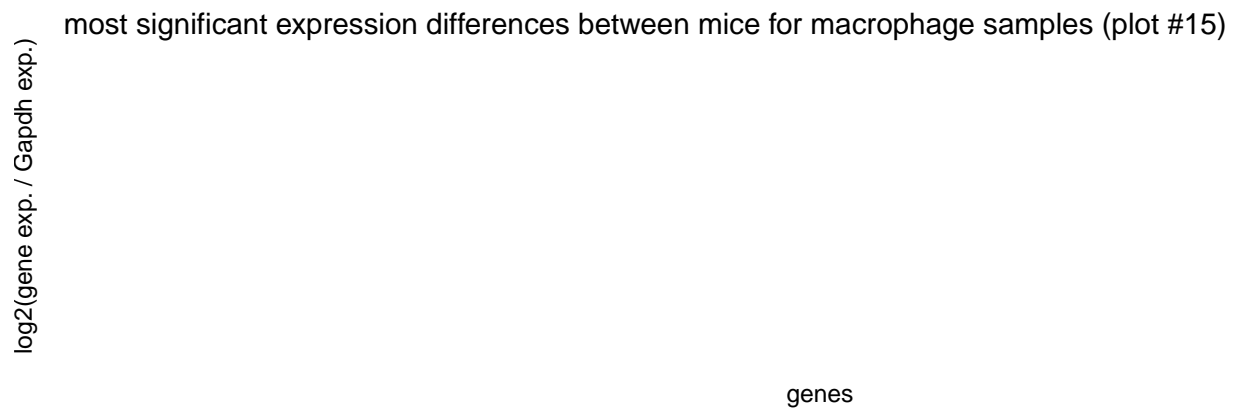 most significant expression differences between mice for macrophage samples (plot #15)
log2(gene exp. / Gapdh exp.)
genes